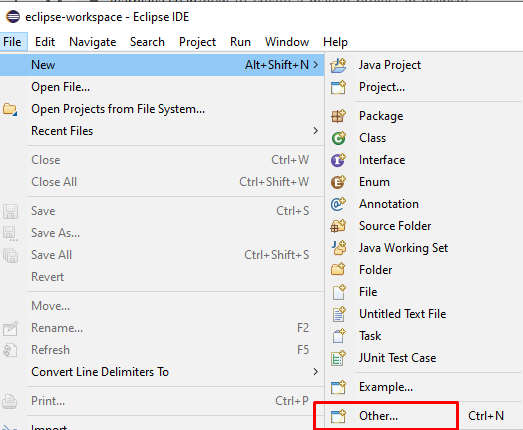 eclipse-workspace - Eclipse IDE
File Edit Navigate Search Project Run Window Help
New Alt+Shift+N >
Open File...
Open Projects from File System...
Recent Files >
Close Ctrl+W
Close All Ctrl+Shift+W
Save Ctrl+S
Save As...
Save All Ctrl+Shift+S
Revert
Move...
Rename... F2
Refresh F5
Convert Line Delimiters To >
Print... Ctrl+P
Import...
Java Project
Project...
Package
Class
Interface
Enum
Annotation
Source Folder
Java Working Set
Folder
File
Untitled Text File
Task
JUnit Test Case
Example...
Other... Ctrl+N